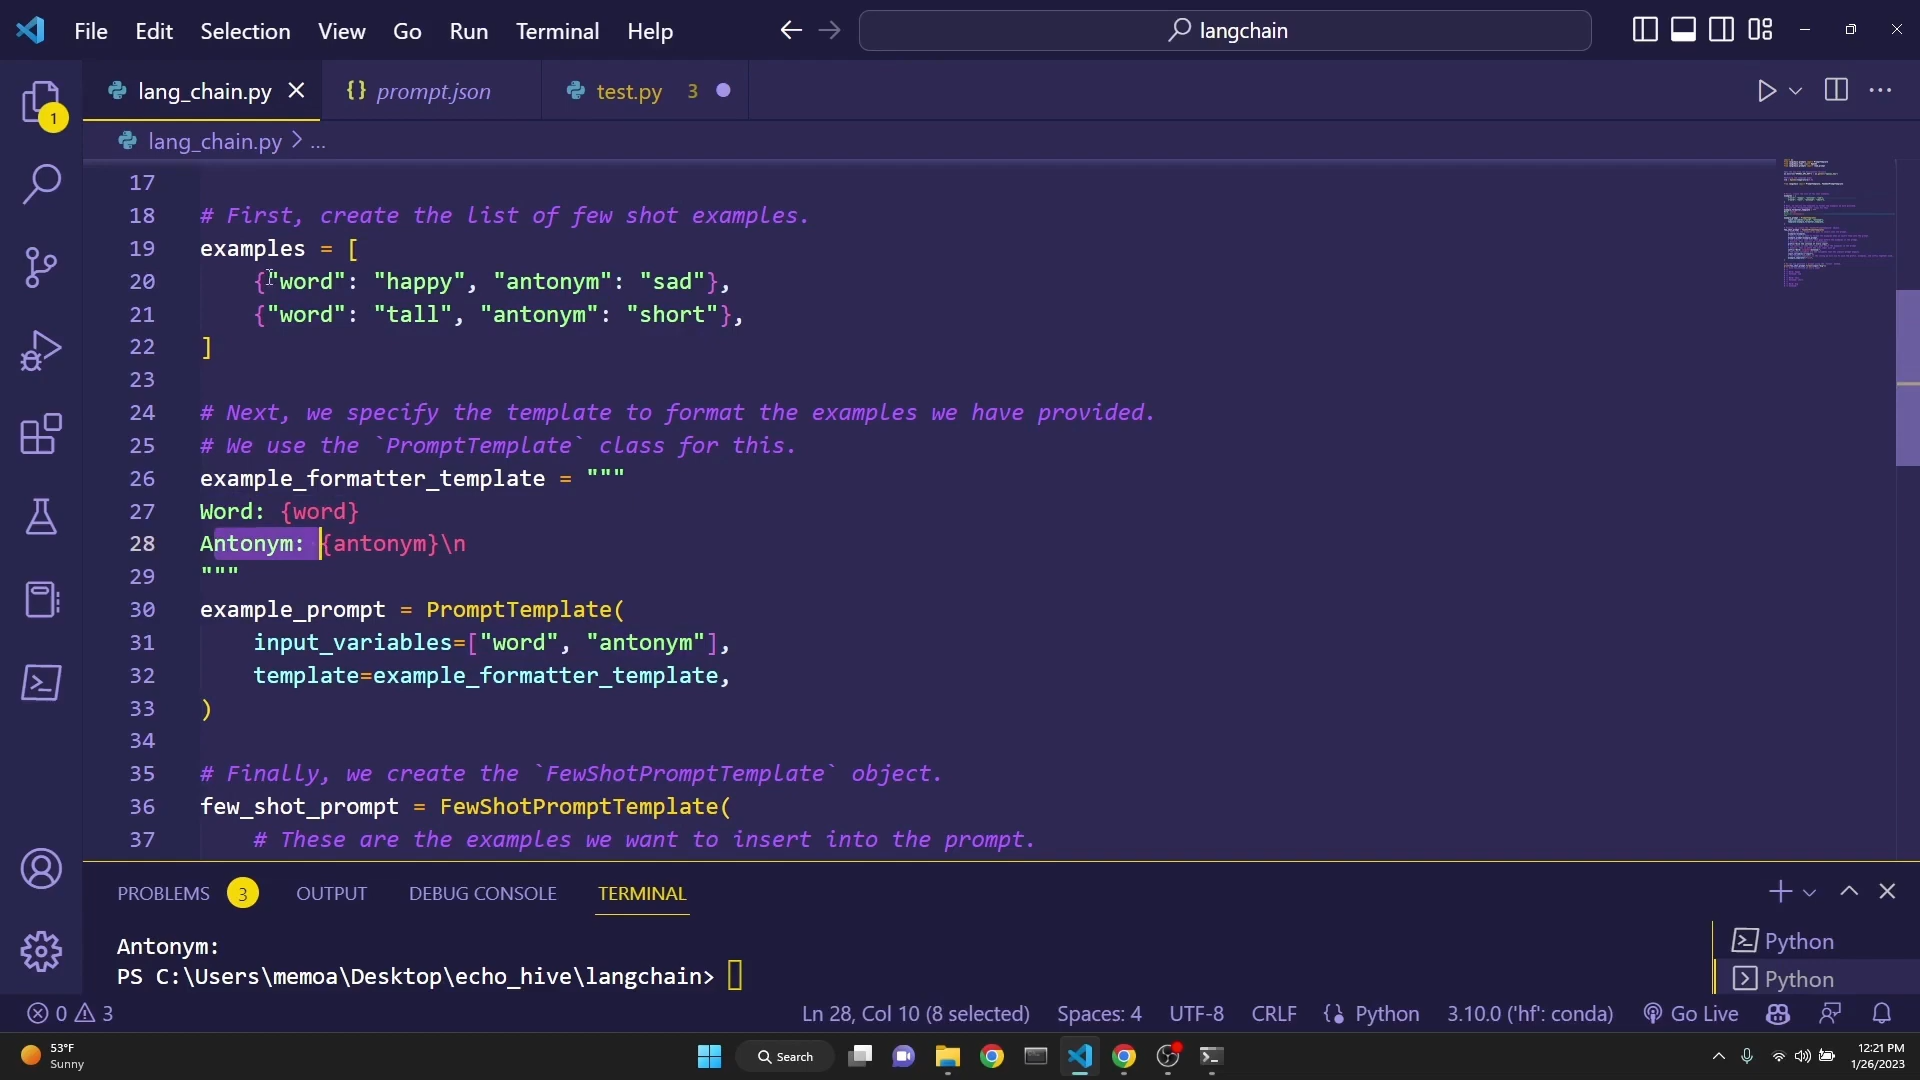 File Edit Selection View Go Run Terminal Help langchain
lang_chain.py {} prompt.json test.py 3
1
lang_chain.py > ...
17
18 # First, create the list of few shot examples.
19 examples = [
20 {"word": "happy", "antonym": "sad"},
21 {"word": "tall", "antonym": "short"},
22 ]
23
24 # Next, we specify the template to format the examples we have provided.
25 # We use the `PromptTemplate` class for this.
26 example_formatter_template = """
27 Word: {word}
28 Antonym: {antonym}\n
29 """
30 example_prompt = PromptTemplate(
31 input_variables=["word", "antonym"],
32 template=example_formatter_template,
33 )
34
35 # Finally, we create the `FewShotPromptTemplate` object.
36 few_shot_prompt = FewShotPromptTemplate(
37 # These are the examples we want to insert into the prompt.
PROBLEMS 3 OUTPUT DEBUG CONSOLE TERMINAL
Antonym:
PS C:\Users\memoa\Desktop\echo_hive\langchain>
Python
Python
0 3 Ln 28, Col 10 (8 selected) Spaces: 4 UTF-8 CRLF Python 3.10.0 ('hf': conda) Go Live
53°F
Sunny
Search
12:21 PM
1/26/2023